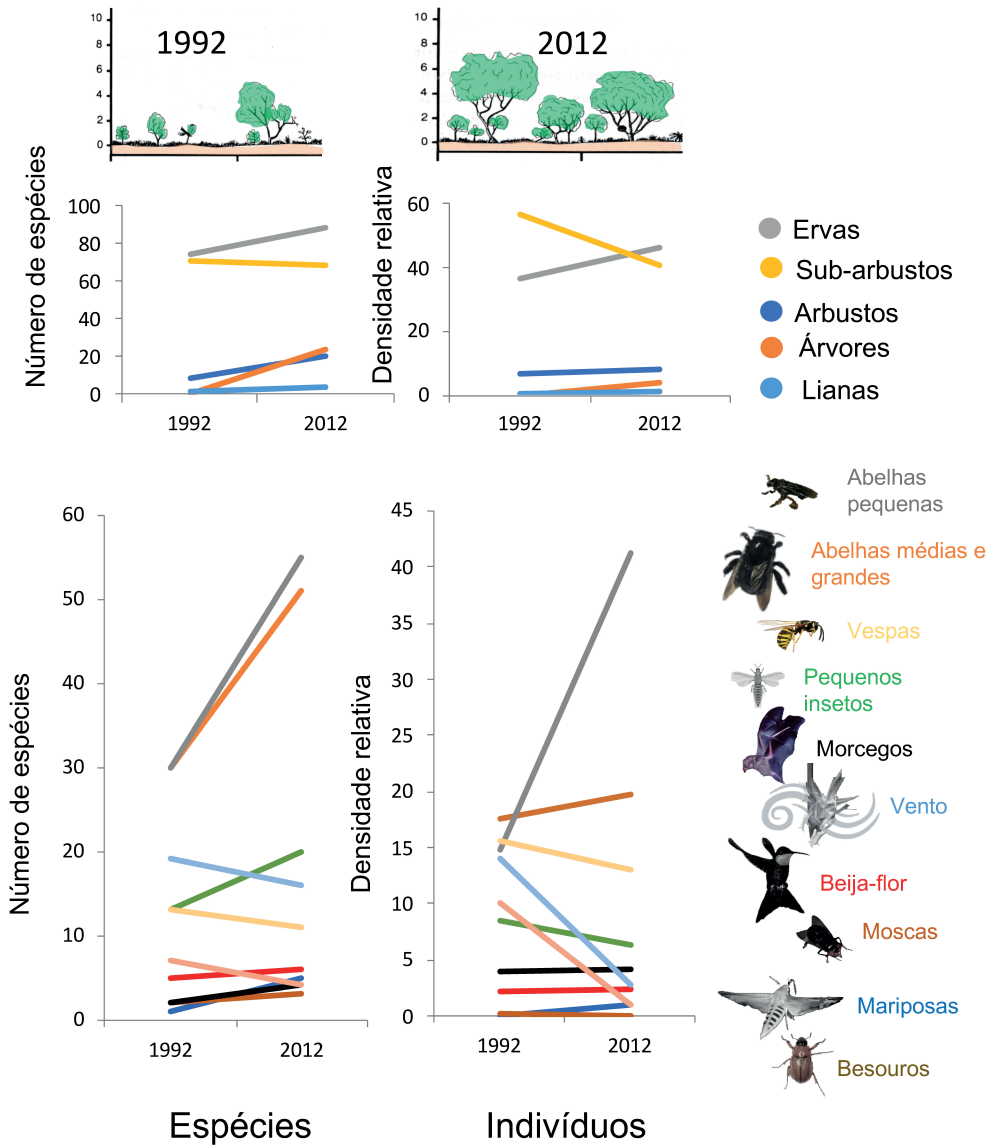 1992
2012
10
8
6
4
2
0
10
8
6
4
2
0
Número de espécies
100
80
60
40
20
0
1992
2012
Densidade relativa
60
40
20
0
1992
2012
Ervas
Sub-arbustos
Arbustos
Árvores
Lianas
Número de espécies
60
50
40
30
20
10
0
1992
2012
Espécies
Densidade relativa
45
40
35
30
25
20
15
10
5
0
1992
2012
Indivíduos
Abelhas
pequenas
Abelhas médias e
grandes
Vespas
Pequenos
insetos
Morcegos
Vento
Beija-flor
Moscas
Mariposas
Besouros